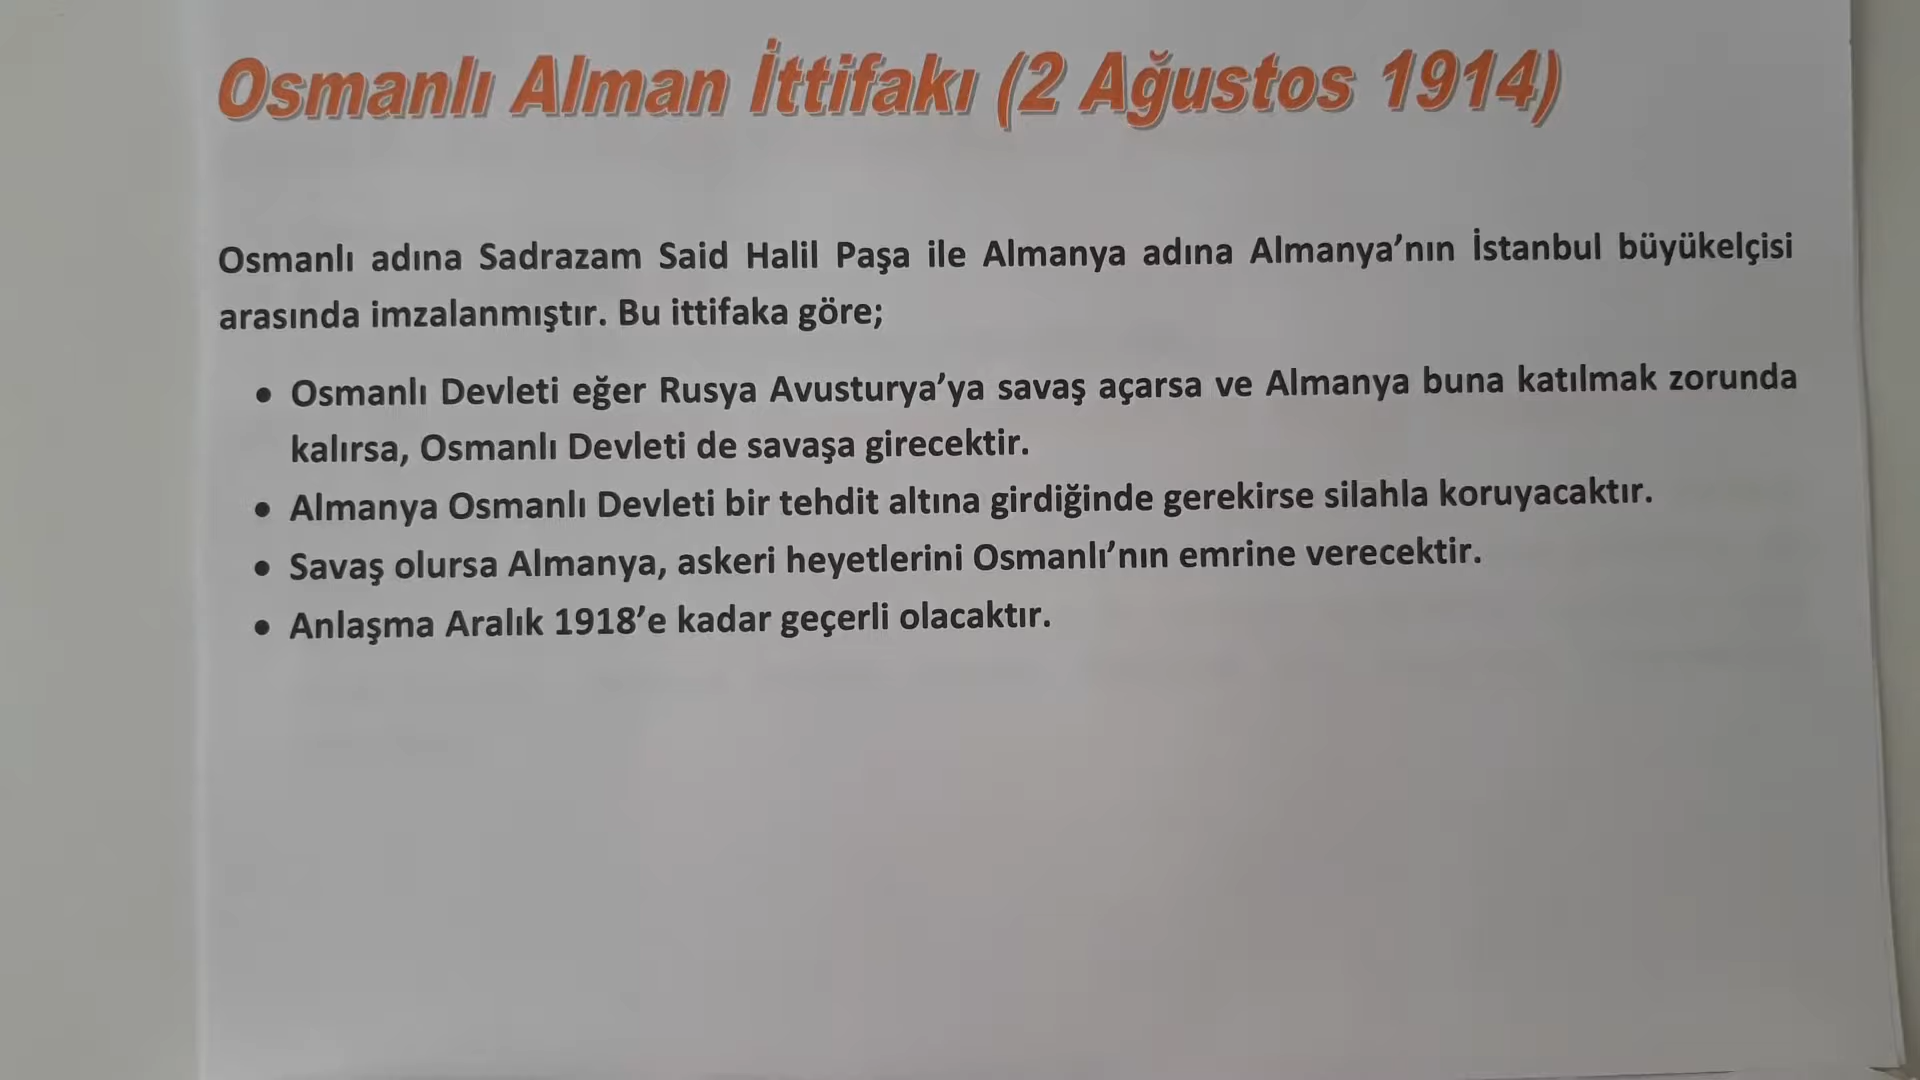 Osmanlı Alman İttifakı (2 Ağustos 1914)
Osmanlı adına Sadrazam Said Halil Paşa ile Almanya adına Almanya’nın İstanbul büyükelçisi
arasında imzalanmıştır. Bu ittifaka göre;
• Osmanlı Devleti eğer Rusya Avusturya’ya savaş açarsa ve Almanya buna katılmak zorunda
kalırsa, Osmanlı Devleti de savaşa girecektir.
• Almanya Osmanlı Devleti bir tehdit altına girdiğinde gerekirse silahla koruyacaktır.
• Savaş olursa Almanya, askeri heyetlerini Osmanlı’nın emrine verecektir.
• Anlaşma Aralık 1918’e kadar geçerli olacaktır.